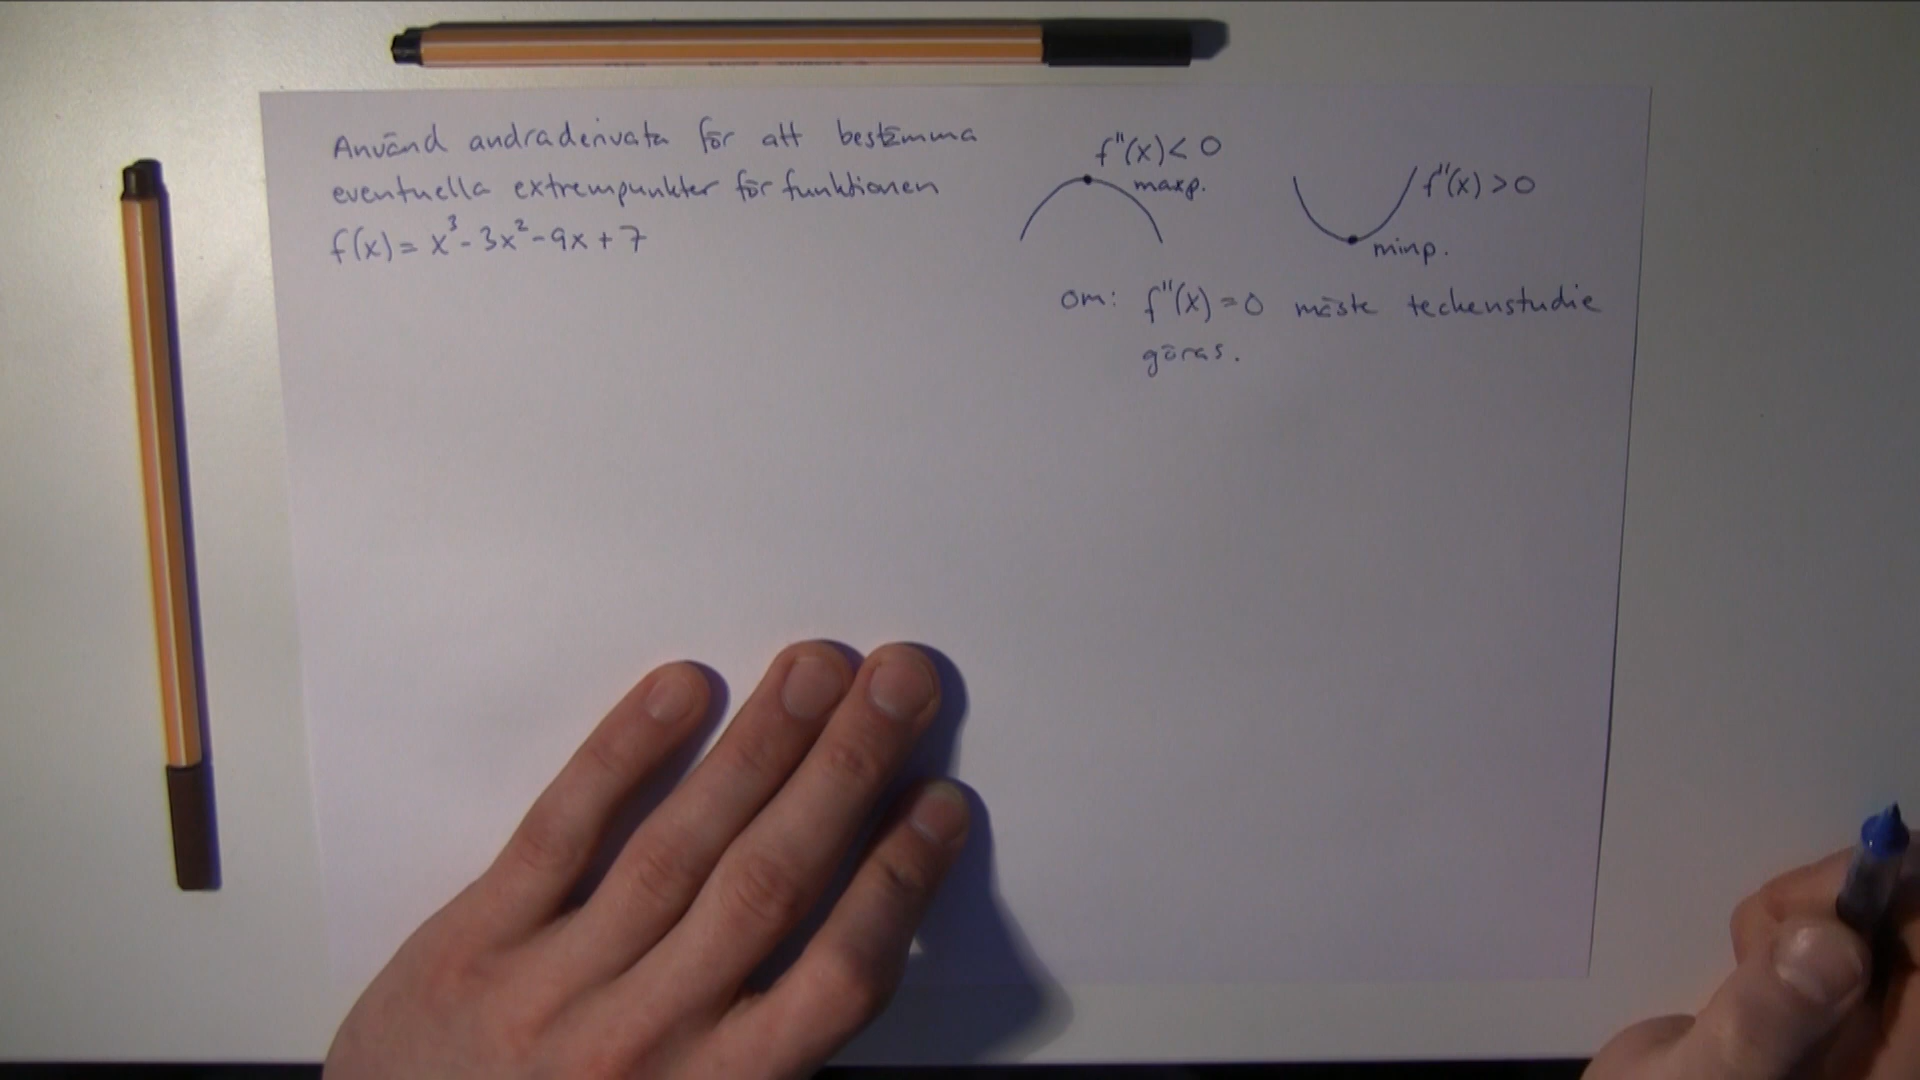 Använd andraderivata för att bestämma
eventuella extrempunkter för funktionen
f(x) = x³ - 3x² - 9x + 7
f''(x) < 0
maxp.
f''(x) > 0
minp.
om: f''(x) = 0 måste teckenstudie
göras.